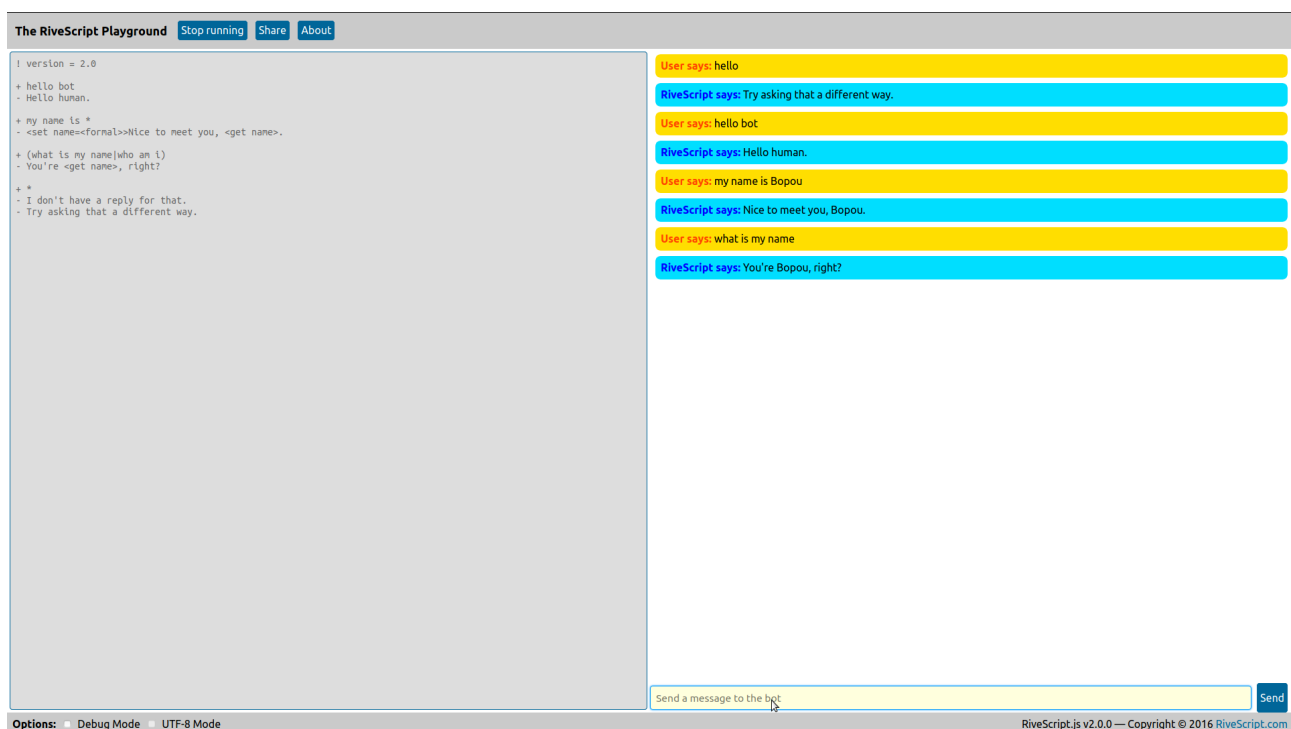 The RiveScript Playground Stop running Share About
! version = 2.0
+ hello bot
- Hello human.
+ my name is *
- <set name=<formal>>Nice to meet you, <get name>.
+ (what is my name|who am i)
- You're <get name>, right?
+ *
- I don't have a reply for that.
- Try asking that a different way.
User says: hello
RiveScript says: Try asking that a different way.
User says: hello bot
RiveScript says: Hello human.
User says: my name is Bopou
RiveScript says: Nice to meet you, Bopou.
User says: what is my name
RiveScript says: You're Bopou, right?
Send a message to the bot Send
Options: Debug Mode UTF-8 Mode RiveScript.js v2.0.0 — Copyright © 2016 RiveScript.com